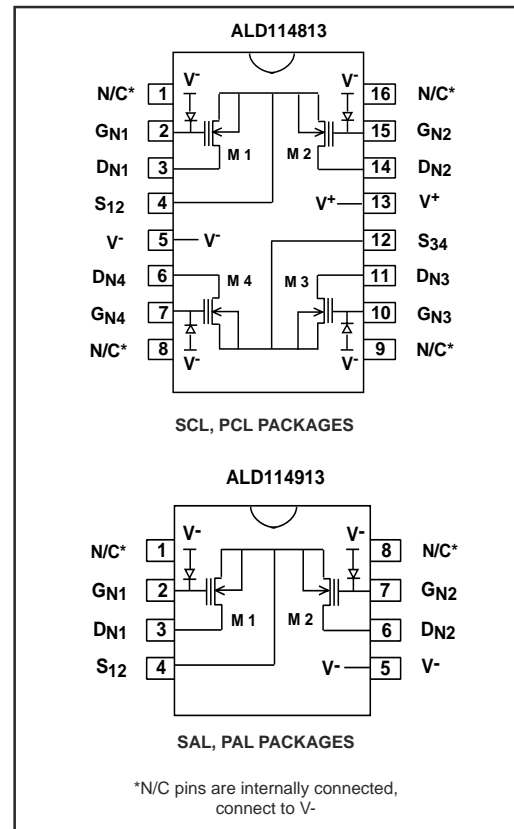 ALD114813
V- V-
N/C* 1 16 N/C*
GN1 2 15 GN2
M 1 M 2
DN1 3 14 DN2
S12 4 V+ 13 V+
V- 5 V- 12 S34
DN4 6 M 4 M 3 11 DN3
GN4 7 10 GN3
N/C* 8 V- V- 9 N/C*
SCL, PCL PACKAGES
ALD114913
V- V-
N/C* 1 8 N/C*
GN1 2 7 GN2
DN1 3 M 1 M 2 6 DN2
S12 4 V- 5 V-
SAL, PAL PACKAGES
*N/C pins are internally connected,
connect to V-